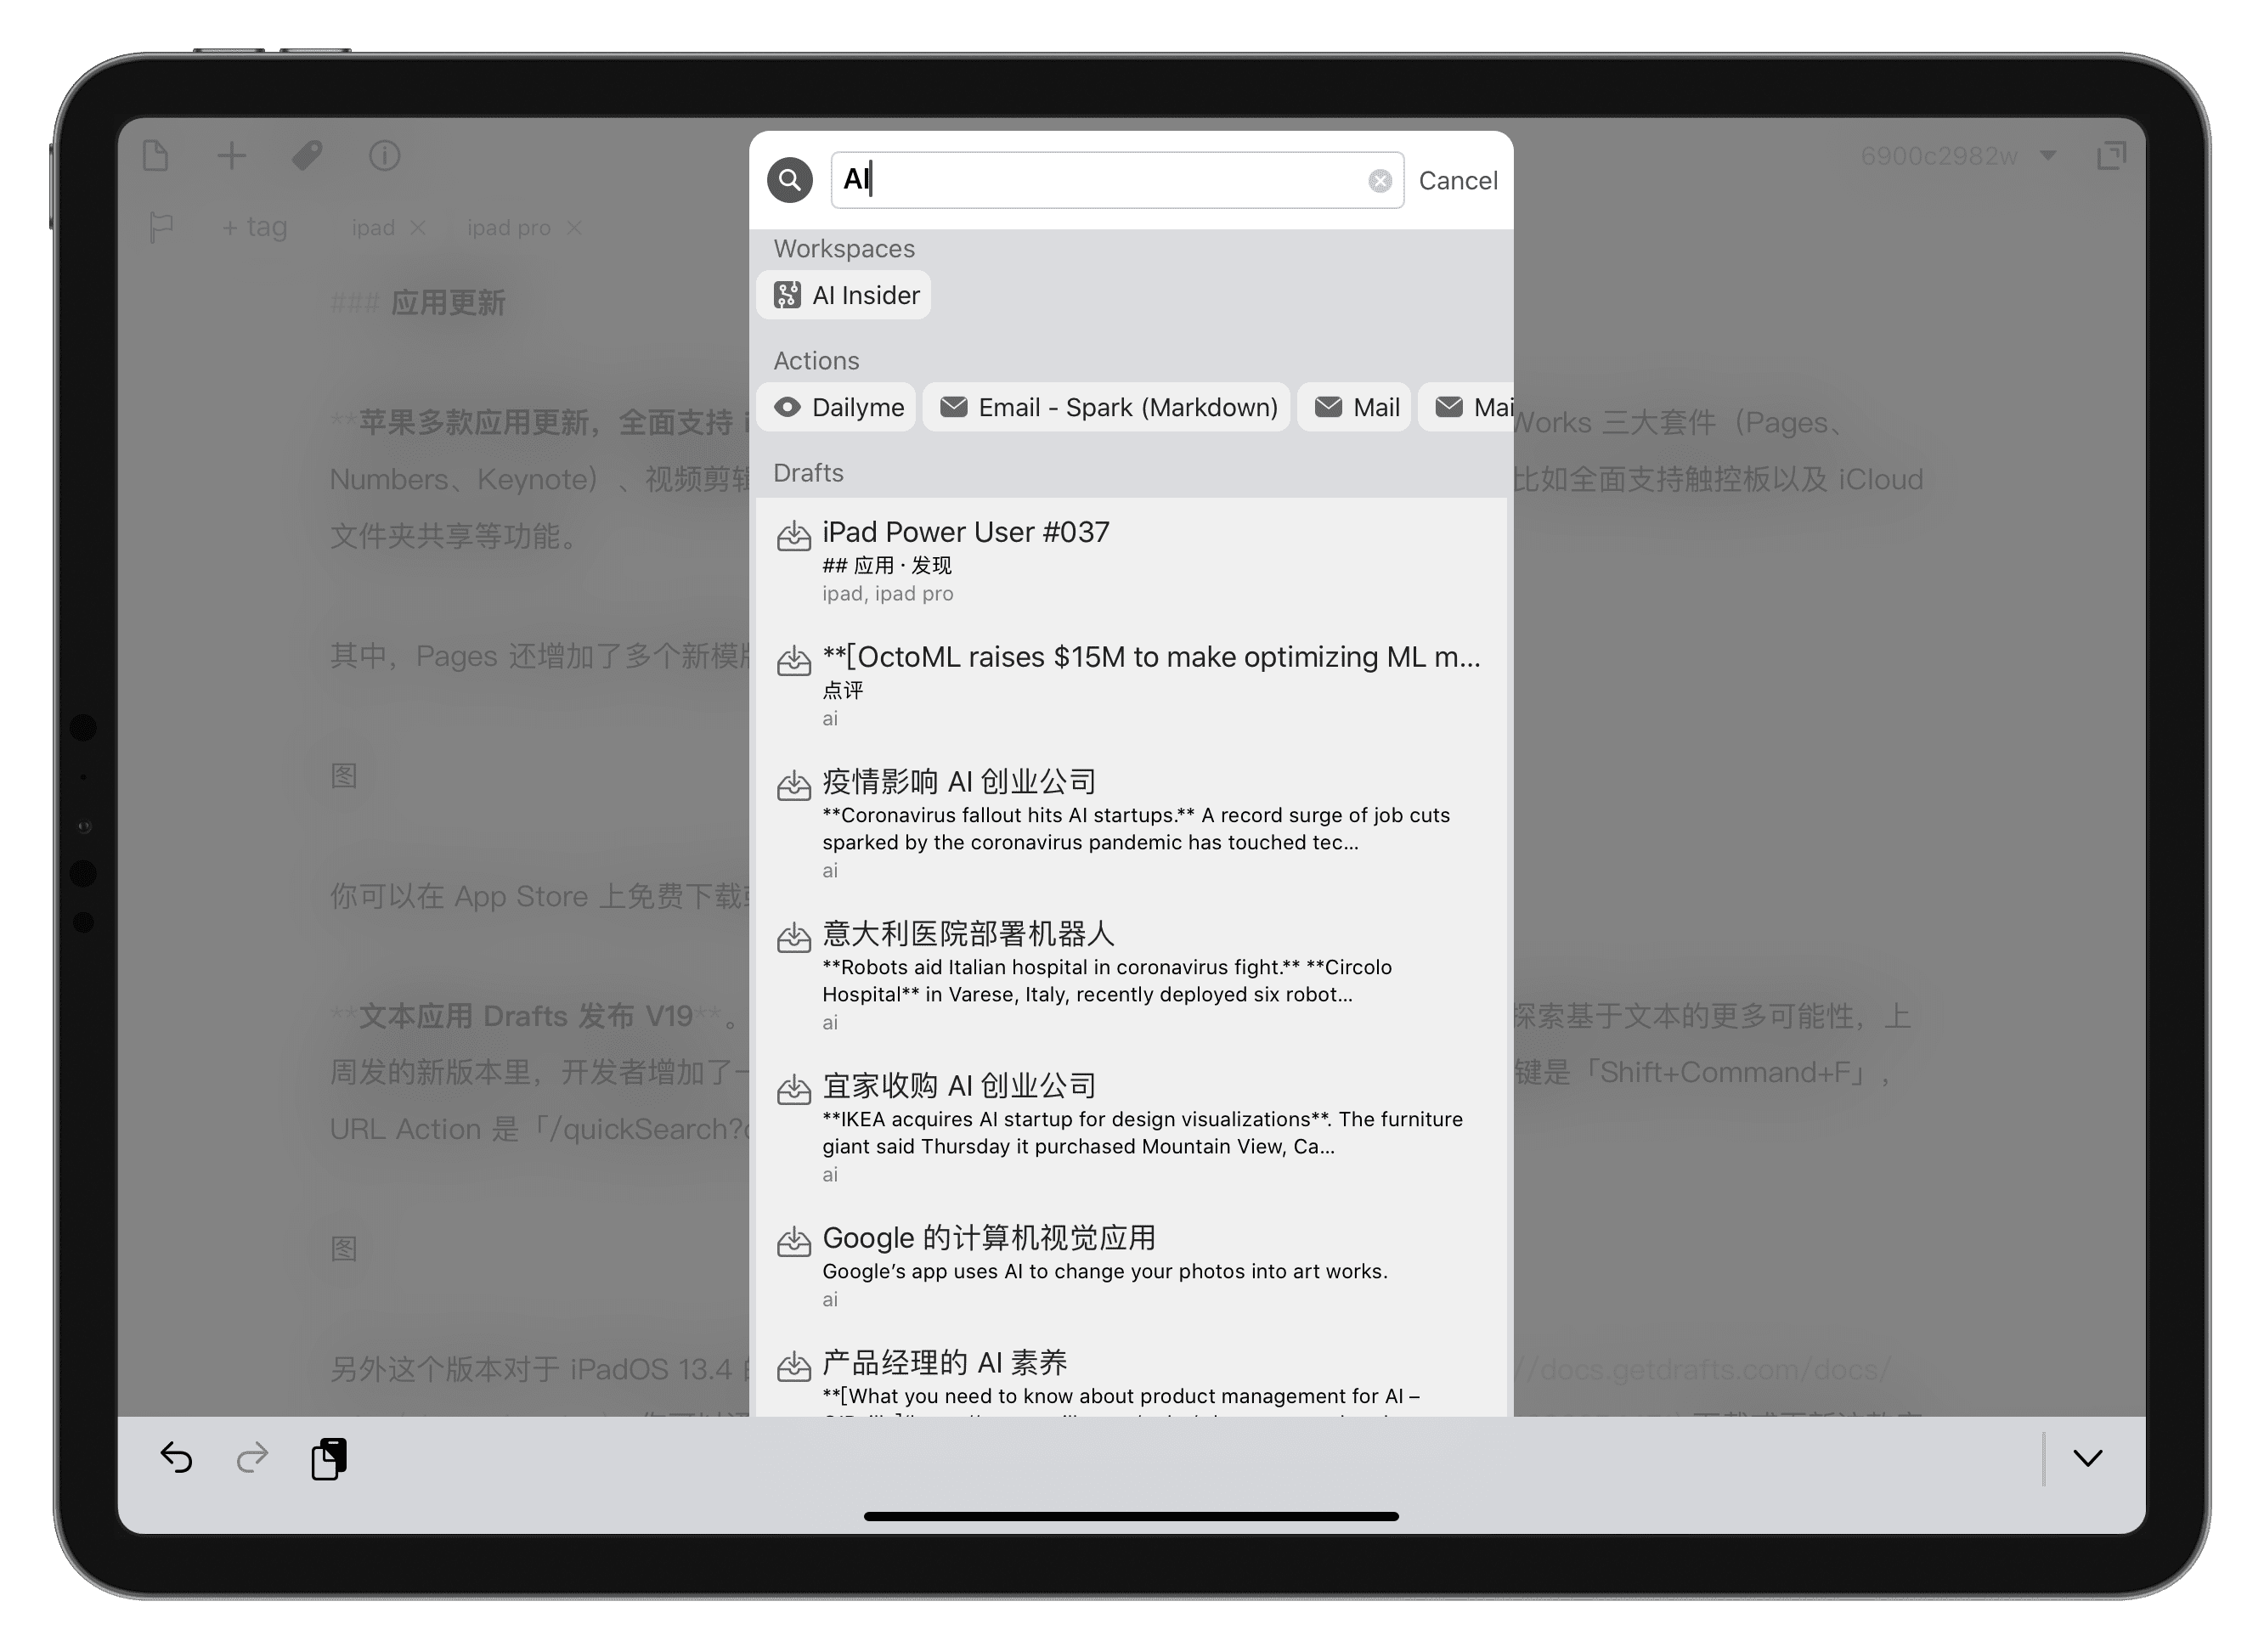 6900c2982w
+ tag ipad ipad pro
### 应用更新
**苹果多款应用更新，全面支持
Works 三大套件（Pages、
Numbers、Keynote）、视频剪辑
比如全面支持触控板以及 iCloud
文件夹共享等功能。
其中，Pages 还增加了多个新模
图
你可以在 App Store 上免费下载
**文本应用 Drafts 发布 V19**。
探索基于文本的更多可能性，上
周发的新版本里，开发者增加了一
键是「Shift+Command+F」，
URL Action 是「/quickSearch?
图
另外这个版本对于 iPadOS 13.4
//docs.getdrafts.com/docs/
AI
Cancel
Workspaces
AI Insider
Actions
Dailyme Email - Spark (Markdown) Mail Mai
Drafts
iPad Power User #037
## 应用 · 发现
ipad, ipad pro
**[OctoML raises $15M to make optimizing ML m...
点评
ai
疫情影响 AI 创业公司
**Coronavirus fallout hits AI startups.** A record surge of job cuts
sparked by the coronavirus pandemic has touched tec...
ai
意大利医院部署机器人
**Robots aid Italian hospital in coronavirus fight.** **Circolo
Hospital** in Varese, Italy, recently deployed six robot...
ai
宜家收购 AI 创业公司
**IKEA acquires AI startup for design visualizations**. The furniture
giant said Thursday it purchased Mountain View, Ca...
ai
Google 的计算机视觉应用
Google’s app uses AI to change your photos into art works.
ai
产品经理的 AI 素养
**[What you need to know about product management for AI –